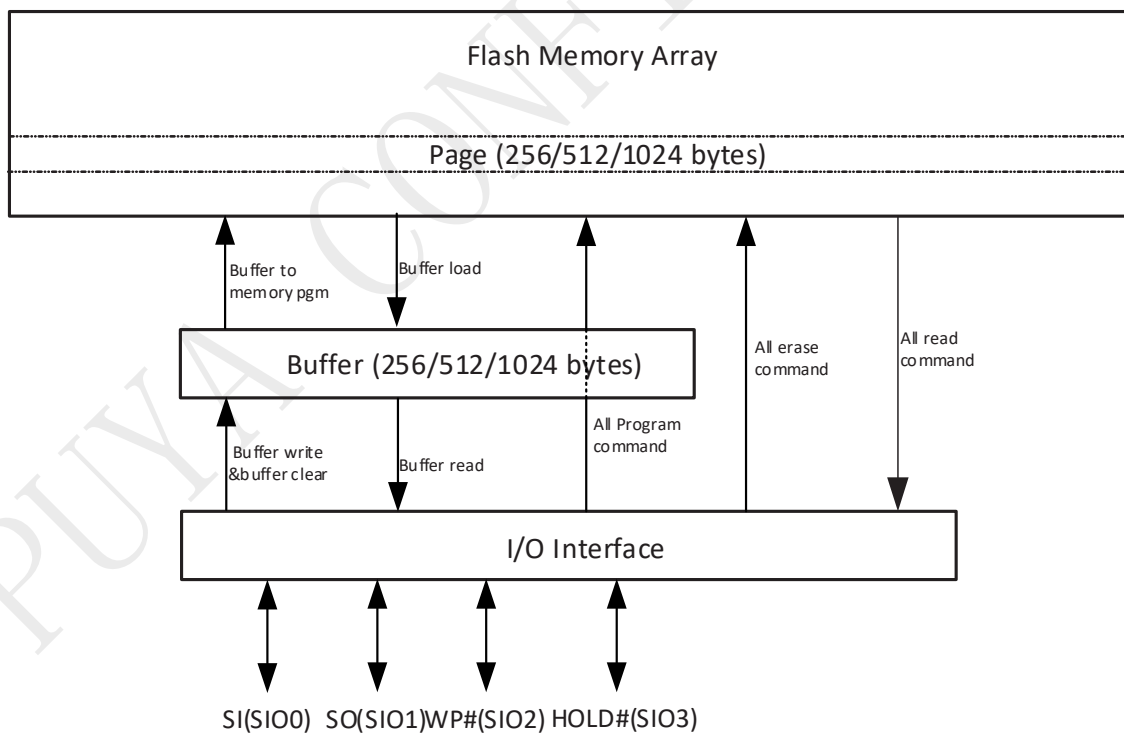 Flash Memory Array
Page (256/512/1024 bytes)
Buffer to
memory pgm
Buffer load
Buffer (256/512/1024 bytes)
All erase
command
All read
command
Buffer write
&buffer clear
Buffer read
All Program
command
I/O Interface
SI(SIO0) SO(SIO1)WP#(SIO2) HOLD#(SIO3)
PUYA CONF